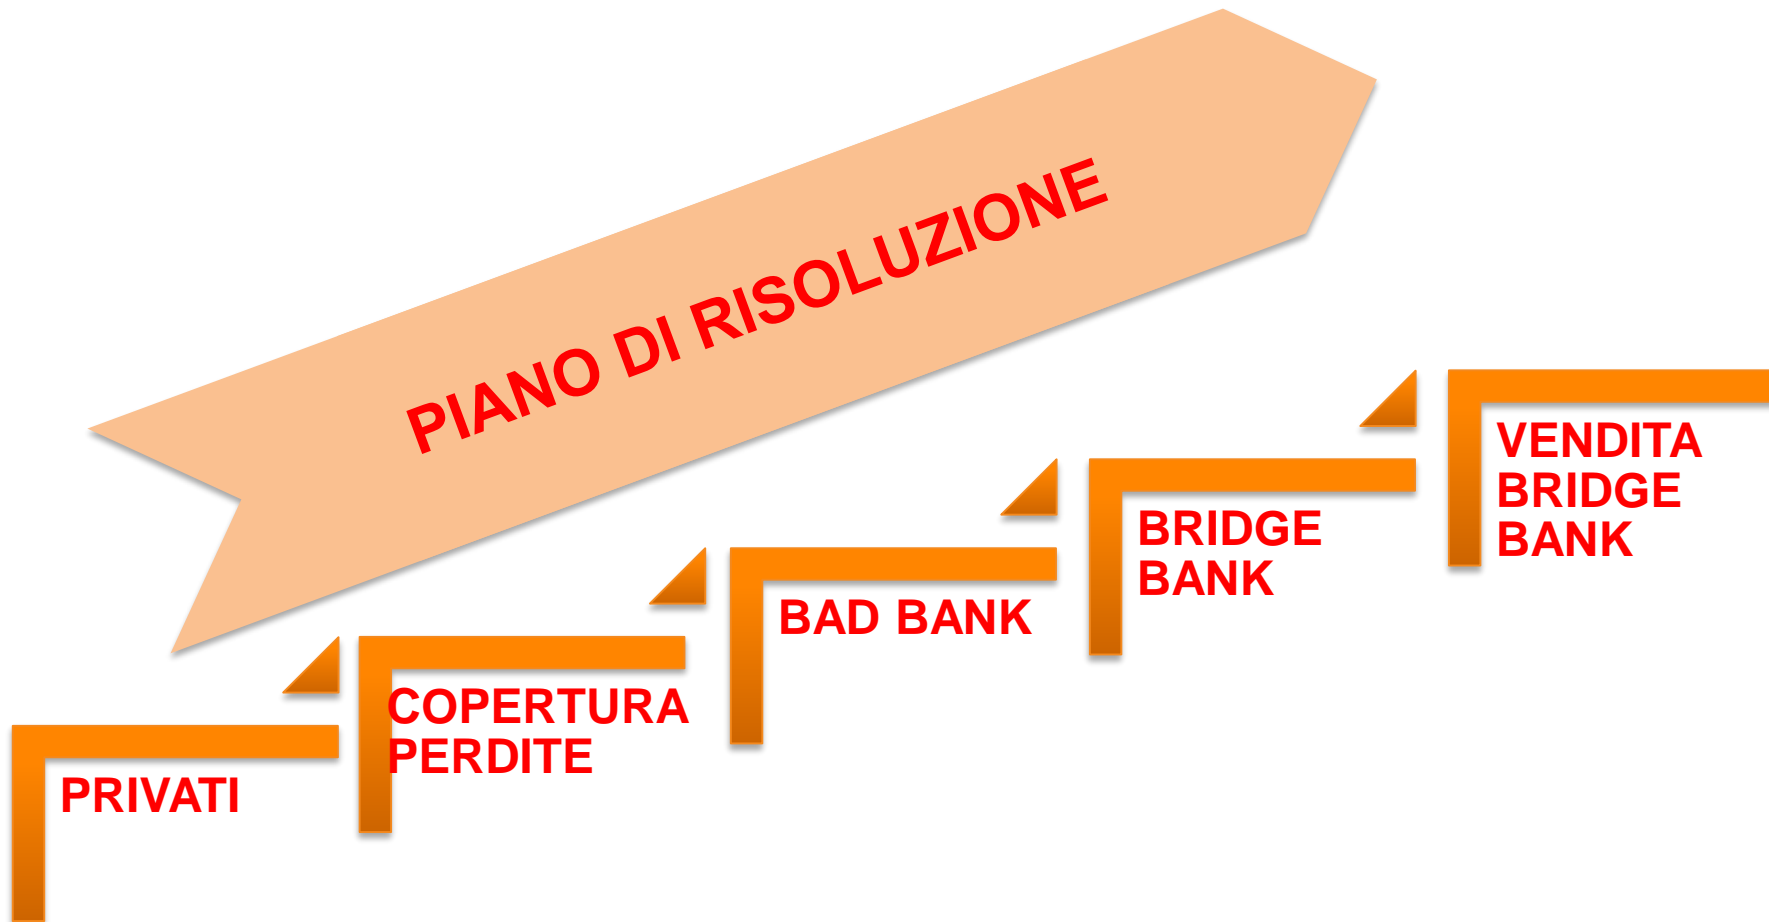 PIANO DI RISOLUZIONE
PRIVATI
COPERTURA
PERDITE
BAD BANK
BRIDGE
BANK
VENDITA
BRIDGE
BANK